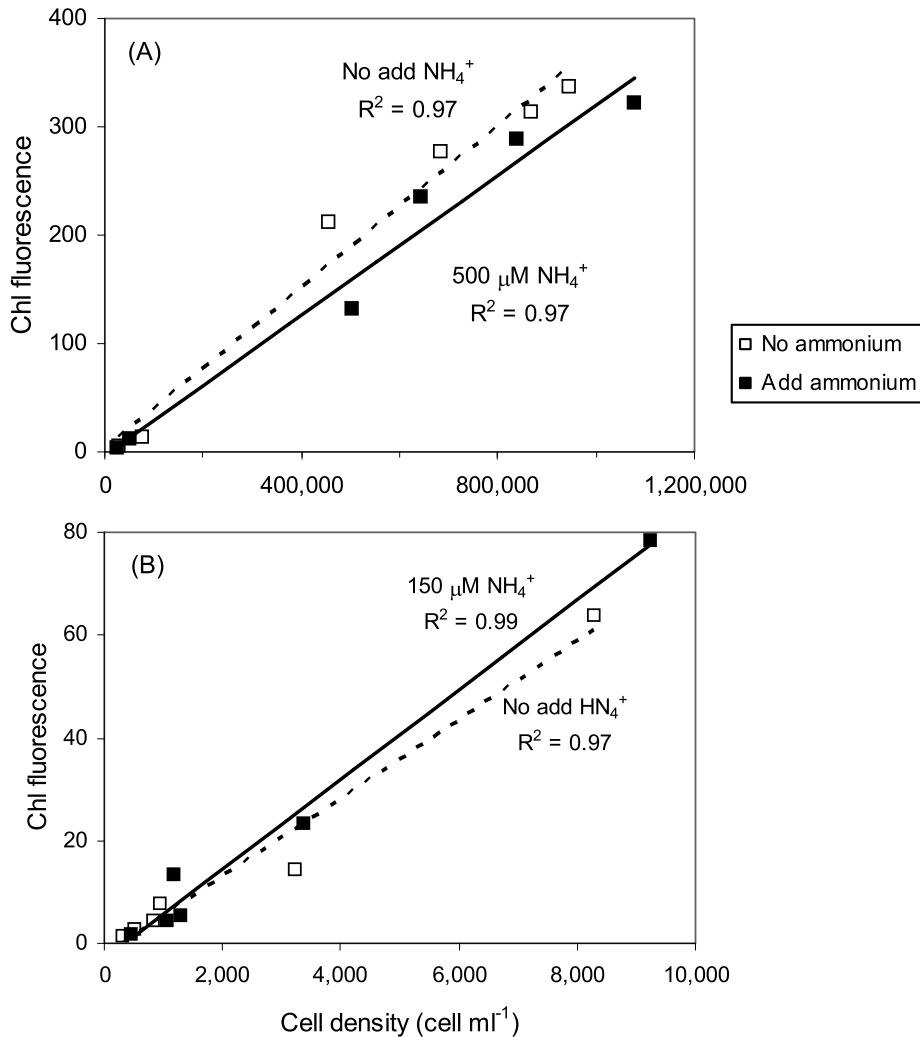 400
(A)
No add NH₄⁺
R² = 0.97
300
Chl fluorescence
200
500 μM NH₄⁺
R² = 0.97
No ammonium
Add ammonium
100
0
0 400,000 800,000 1,200,000
80
(B)
150 μM NH₄⁺
R² = 0.99
60
Chl fluorescence
No add HN₄⁺
R² = 0.97
40
20
0
0 2,000 4,000 6,000 8,000 10,000
Cell density (cell ml⁻¹)